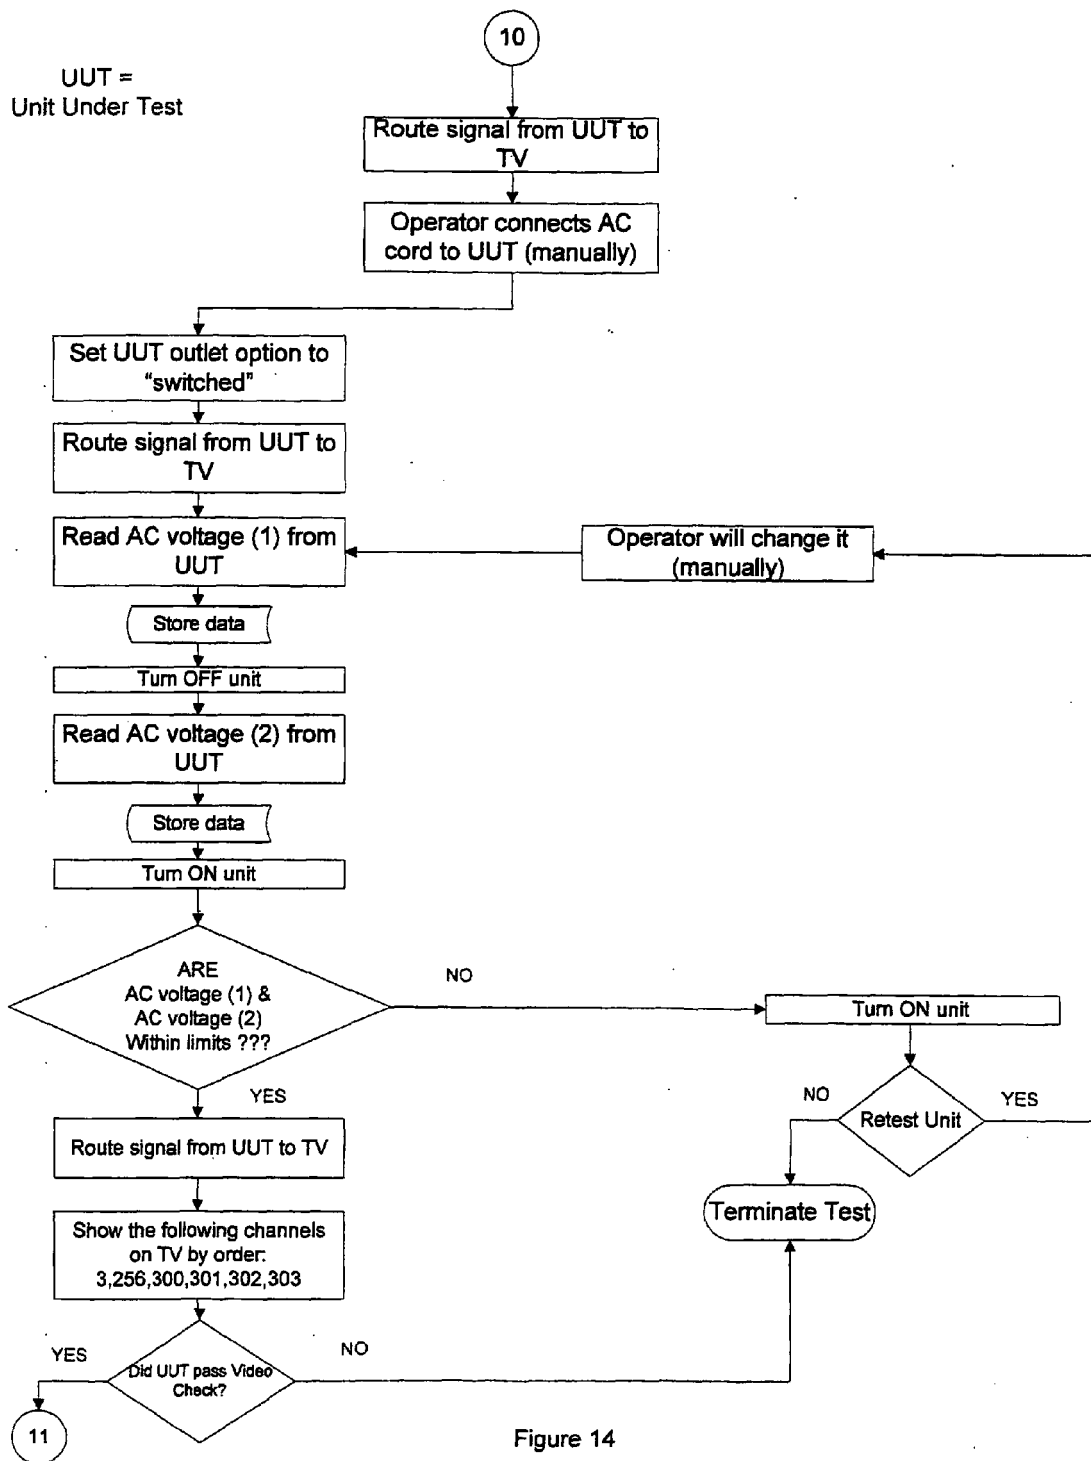 10
UUT =
Unit Under Test
Route signal from UUT to
TV
Operator connects AC
cord to UUT (manually)
Set UUT outlet option to
“switched”
Route signal from UUT to
TV
Read AC voltage (1) from
UUT
Operator will change it
(manually)
Store data
Turn OFF unit
Read AC voltage (2) from
UUT
Store data
Turn ON unit
ARE
AC voltage (1) &
AC voltage (2)
Within limits ???
NO
Turn ON unit
YES
NO
Retest Unit
YES
Route signal from UUT to TV
Terminate Test
Show the following channels
on TV by order:
3,256,300,301,302,303
YES
Did UUT pass Video
Check?
NO
11
Figure 14